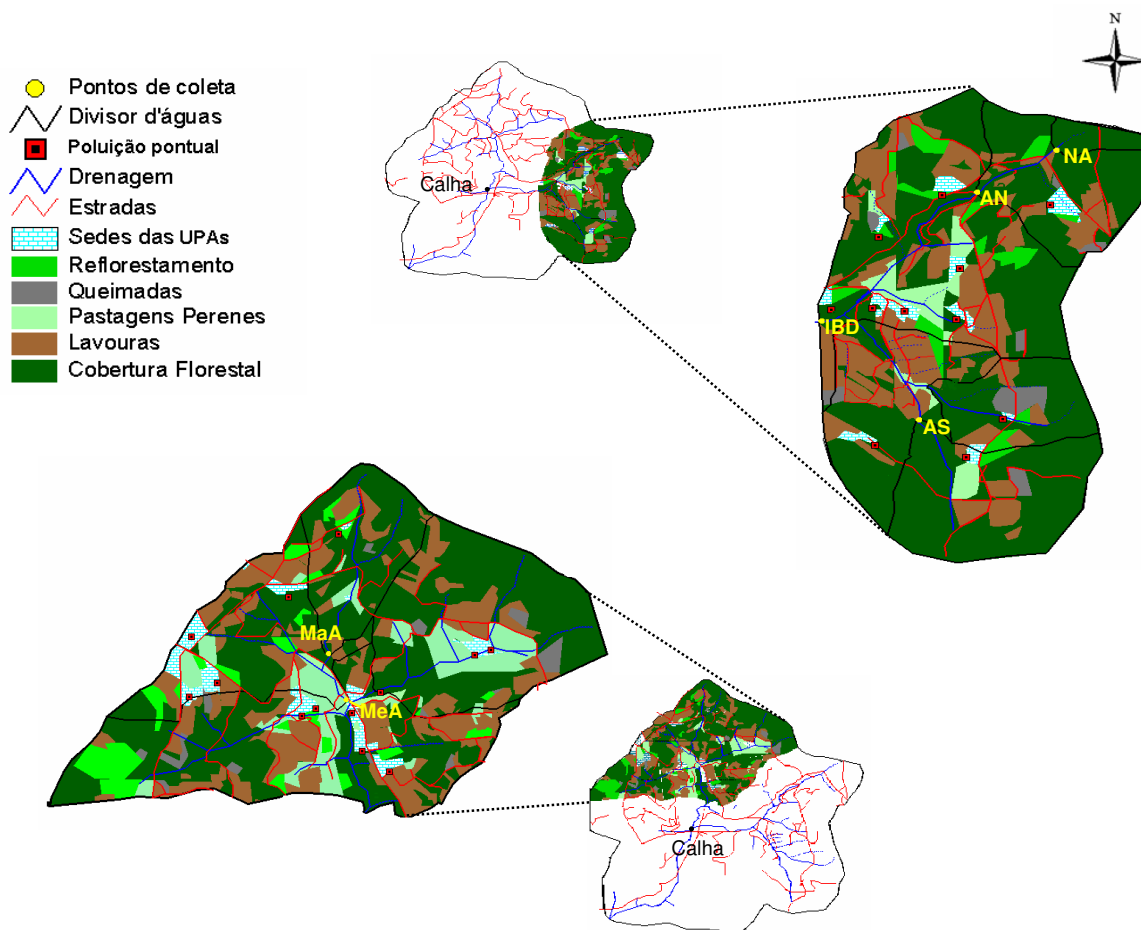 N
Pontos de coleta
Divisor d'águas
Poluição pontual
Drenagem
Estradas
Sedes das UPAs
Reflorestamento
Queimadas
Pastagens Perenes
Lavouras
Cobertura Florestal
Calha
NA
AN
IBD
AS
MaA
MeA
Calha